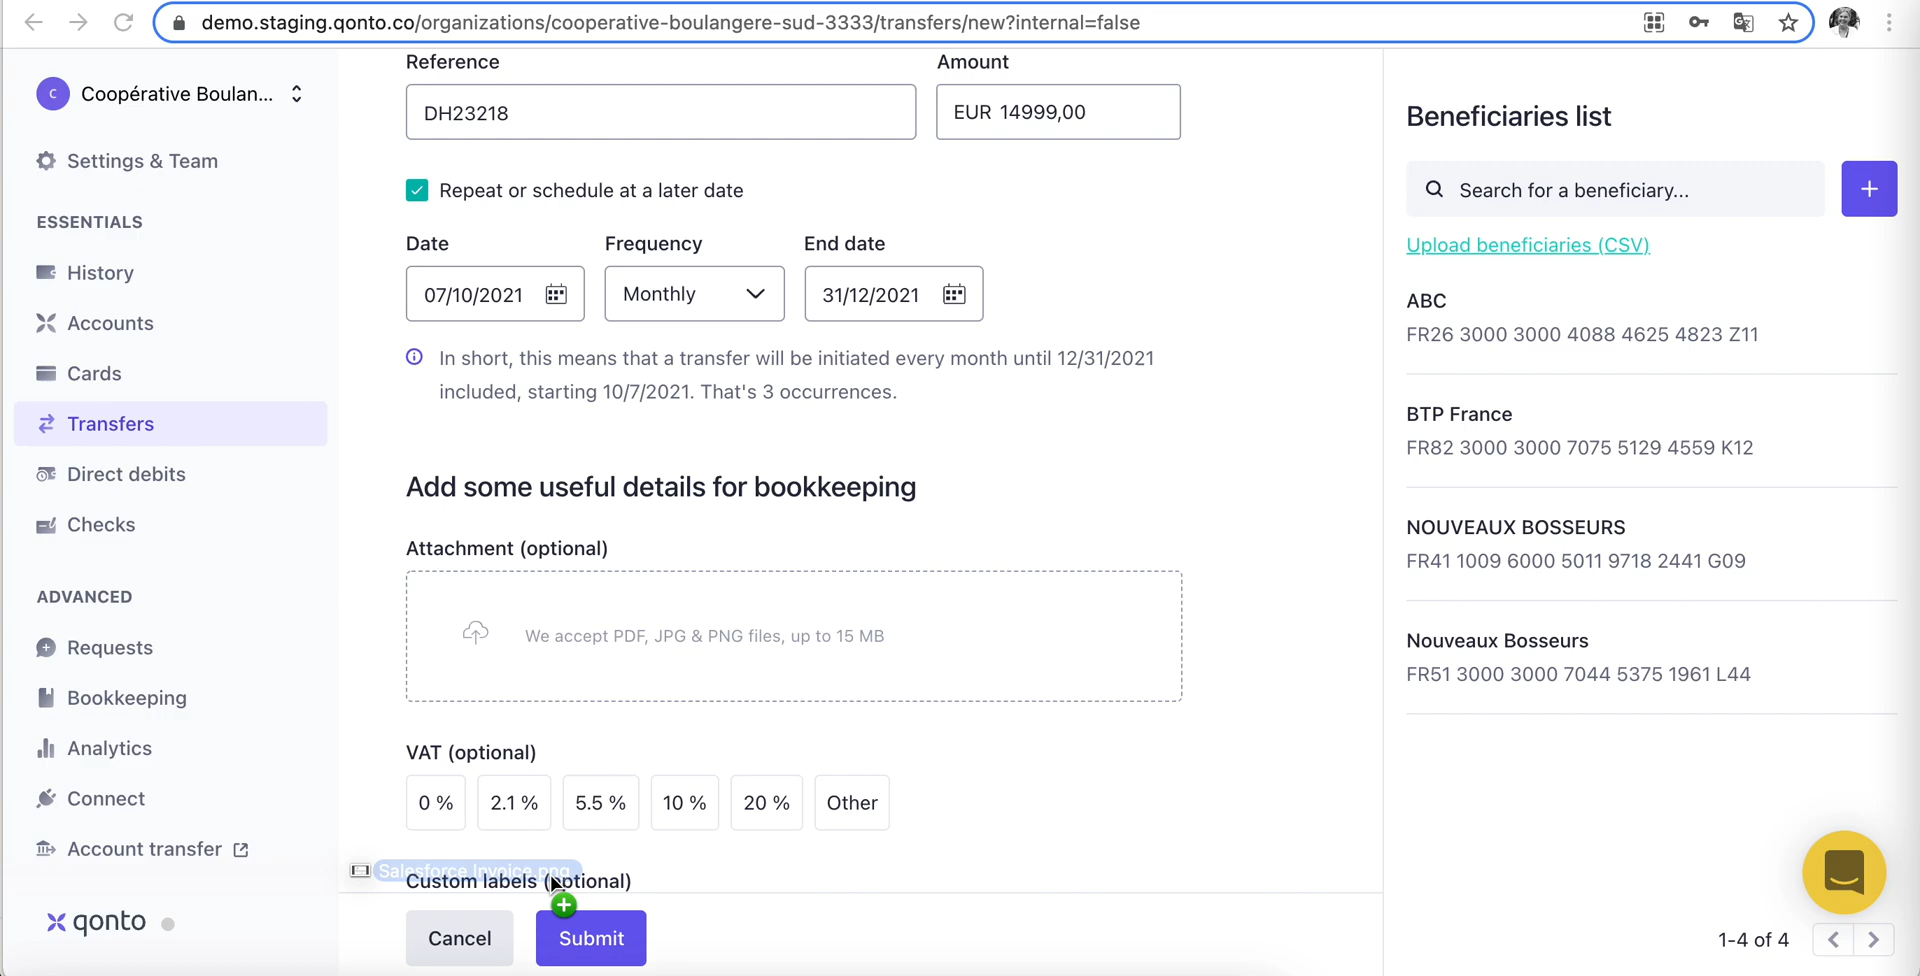 demo.staging.qonto.co/organizations/cooperative-boulangere-sud-3333/transfers/new?internal=false
C
Coopérative Boulan...
Settings & Team
ESSENTIALS
History
Accounts
Cards
Transfers
Direct debits
Checks
ADVANCED
Requests
Bookkeeping
Analytics
Connect
Account transfer
qonto
Reference
Amount
DH23218
EUR 14999,00
Repeat or schedule at a later date
Date
Frequency
End date
07/10/2021
Monthly
31/12/2021
In short, this means that a transfer will be initiated every month until 12/31/2021
included, starting 10/7/2021. That's 3 occurrences.
Add some useful details for bookkeeping
Attachment (optional)
We accept PDF, JPG & PNG files, up to 15 MB
VAT (optional)
0 %
2.1 %
5.5 %
10 %
20 %
Other
Salesforce Invoice.png
Custom labels (optional)
Cancel
Submit
Beneficiaries list
Search for a beneficiary...
Upload beneficiaries (CSV)
ABC
FR26 3000 3000 4088 4625 4823 Z11
BTP France
FR82 3000 3000 7075 5129 4559 K12
NOUVEAUX BOSSEURS
FR41 1009 6000 5011 9718 2441 G09
Nouveaux Bosseurs
FR51 3000 3000 7044 5375 1961 L44
1-4 of 4